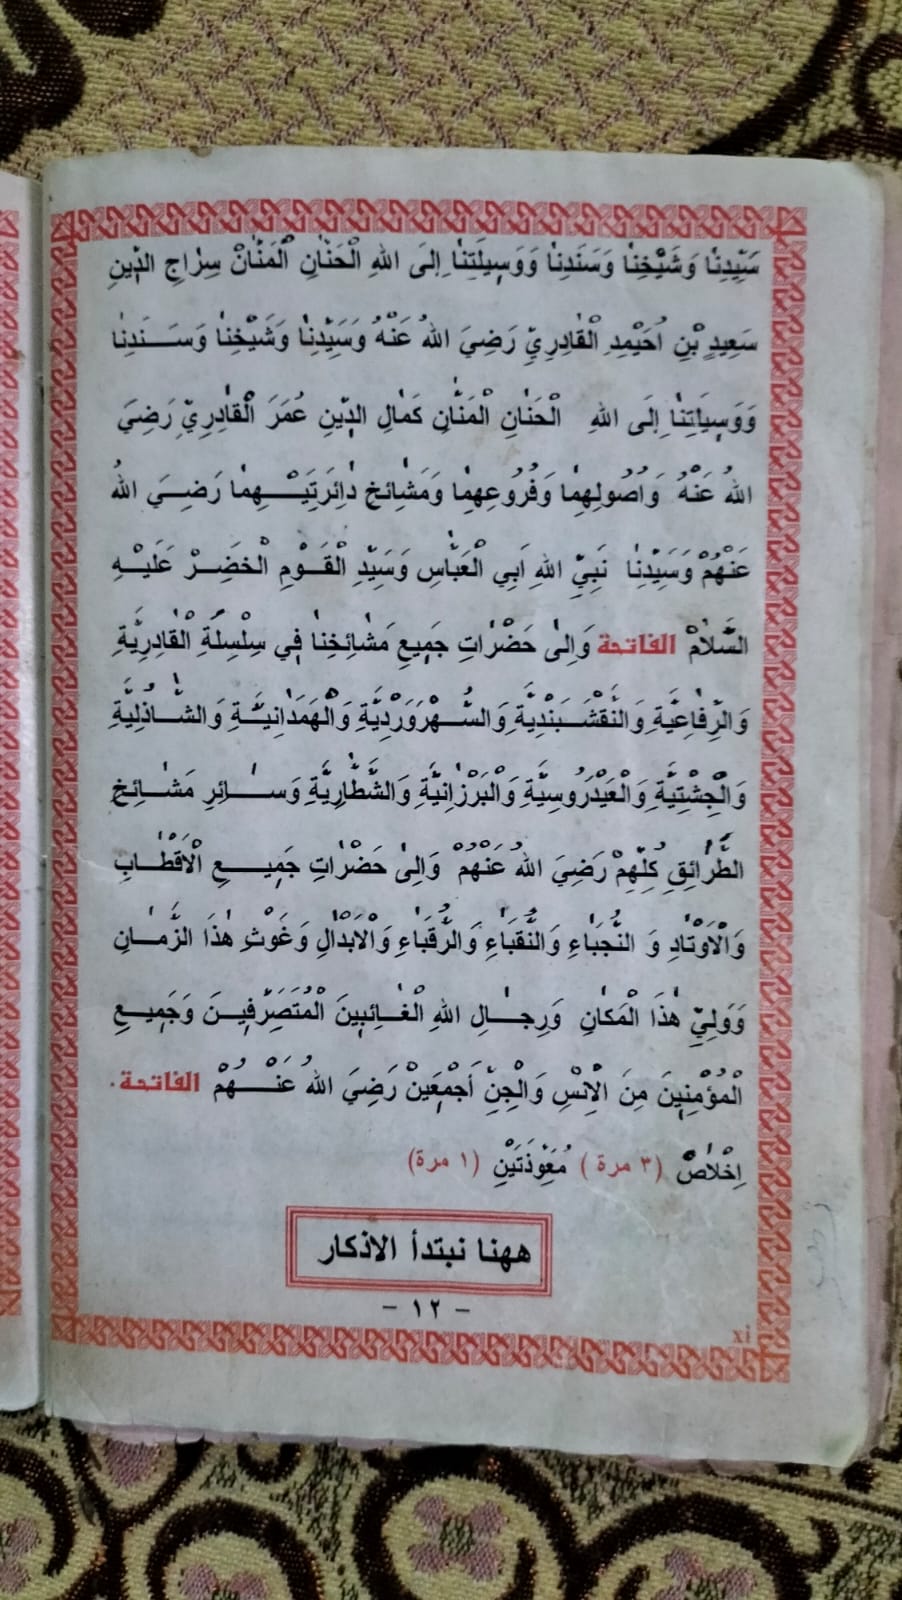 سَيِّدِنَا وَشَيْخِنَا وَسَنَدِنَا وَوَسِيلَتِنَا إِلَى اللهِ الْحَنَّانِ الْمَنَّانْ سِرَاجِ الدِّينِ
سَعِيدِ بْنِ اُحَيْمِدِ الْقَادِرِيِّ رَضِيَ اللهُ عَنْهُ وَسَيِّدِنَا وَشَيْخِنَا وَسَنَدِنَا
وَوَسِيلَتِنَا إِلَى اللهِ الْحَنَانِ الْمَنَّانِ كَمَالِ الدِّينِ عُمَرَ الْقَادِرِيِّ رَضِيَ
اللهُ عَنْهُ وَاُصُولِهِمَا وَفُرُوعِهِمَا وَمَشَائِخِ دَائِرَتَيْهِمَا رَضِيَ اللهُ
عَنْهُمْ وَسَيِّدِنَا نَبِيِّ اللهِ اَبِي الْعَبَّاسِ وَسَيِّدِ الْقَوْمِ الْخَضِرْ عَلَيْهِ
السَّلَامْ الفاتحة وَاِلَى حَضْرَاتِ جَمِيعِ مَشَائِخِنَا فِي سِلْسِلَةِ الْقَادِرِيَّةِ
وَالرِّفَاعِيَّةِ وَالنَّقْشَبَنْدِيَّةِ وَالسُّهْرَوَرْدِيَّةِ وَالْهَمَدَانِيَّةِ وَالشَّاذُلِيَّةِ
وَالْجِشْتِيَّةِ وَالْعَيْدَرُوسِيَّةِ وَالْبَرْزَانِيَّةِ وَالشَّطَّارِيَّةِ وَسَائِرِ مَشَائِخِ
الطَّرَائِقِ كُلِّهِمْ رَضِيَ اللهُ عَنْهُمْ وَاِلَى حَضْرَاتِ جَمِيعِ الْاَقْطَابِ
وَالْاَوْتَادِ وَ النُّجَبَاءِ وَالنُّقَبَاءِ وَالرُّقَبَاءِ وَالْاَبْدَالِ وَغَوْثِ هٰذَا الزَّمَانِ
وَوَلِيِّ هٰذَا الْمَكَانِ وَرِجَالِ اللهِ الْغَائِبِينَ الْمُتَصَرِّفِينَ وَجَمِيعِ
الْمُؤْمِنِينَ مِنَ الْاِنْسِ وَالْجِنِّ اَجْمَعِينْ رَضِيَ اللهُ عَنْهُمْ الفاتحة.
اِخْلَاصْ (٣ مرة) مُعَوِّذَتَيْنِ (١ مرة)
ههنا نبتدأ الاذكار
- ١٢ -
xi